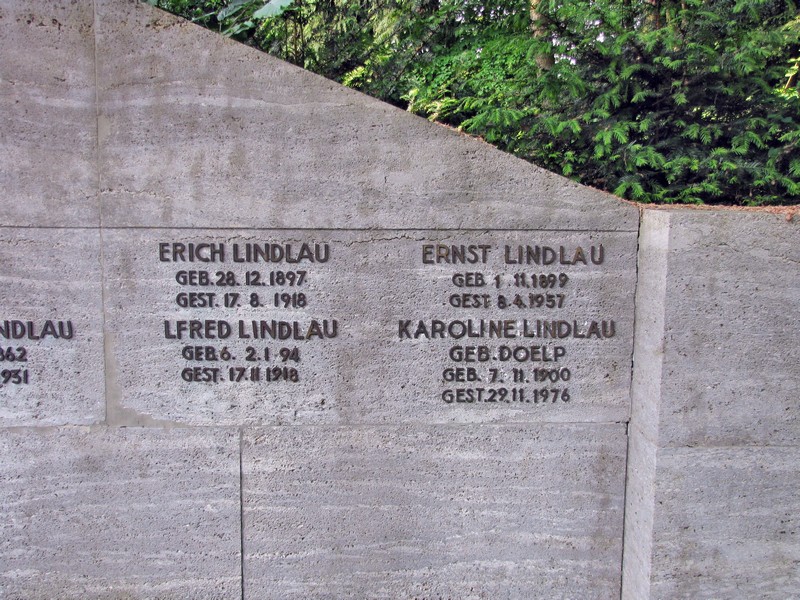 NDLAU
862
1931
ERICH LINDLAU
GEB. 28. 12. 1897
GEST. 17. 8. 1918
LFRED LINDLAU
GEB. 6. 2. 1 94
GEST. 17. 11 1918
ERNST LINDLAU
GEB 1 11. 1899
GEST. 8. 4. 1957
KAROLINE LINDLAU
GEB. DOELP
GEB. 7. 11. 1900
GEST. 29. 11. 1976